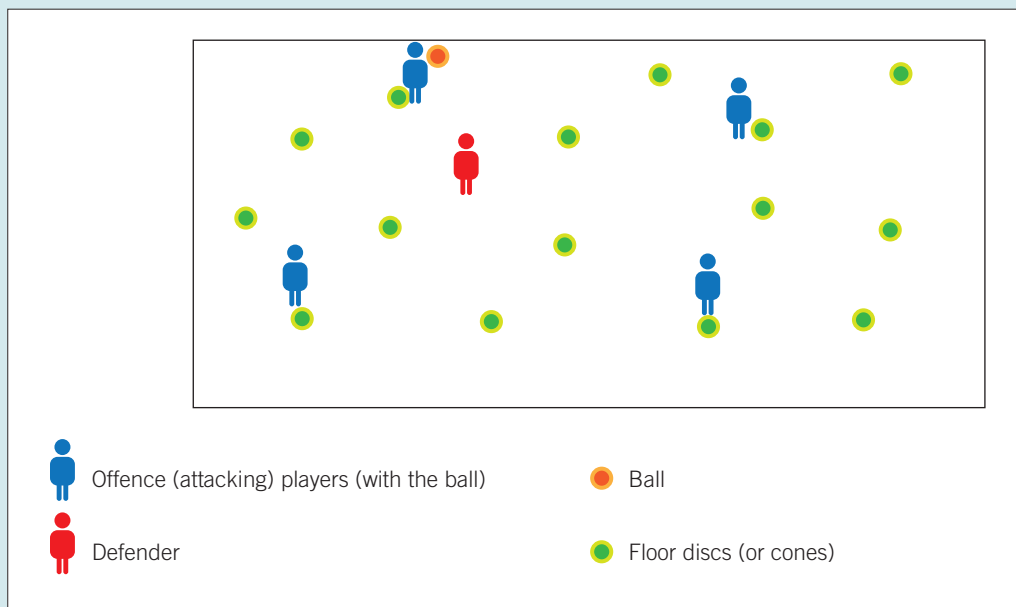 Offence (attacking) players (with the ball)
Ball
Defender
Floor discs (or cones)